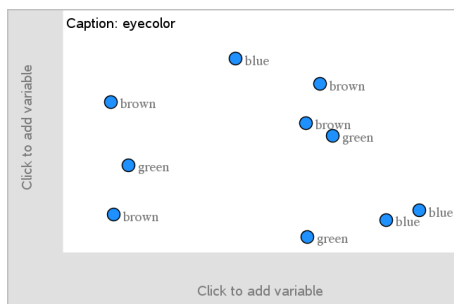 Caption: eyecolor
blue
brown
brown
brown
green
green
brown
blue
blue
green
Click to add variable
Click to add variable